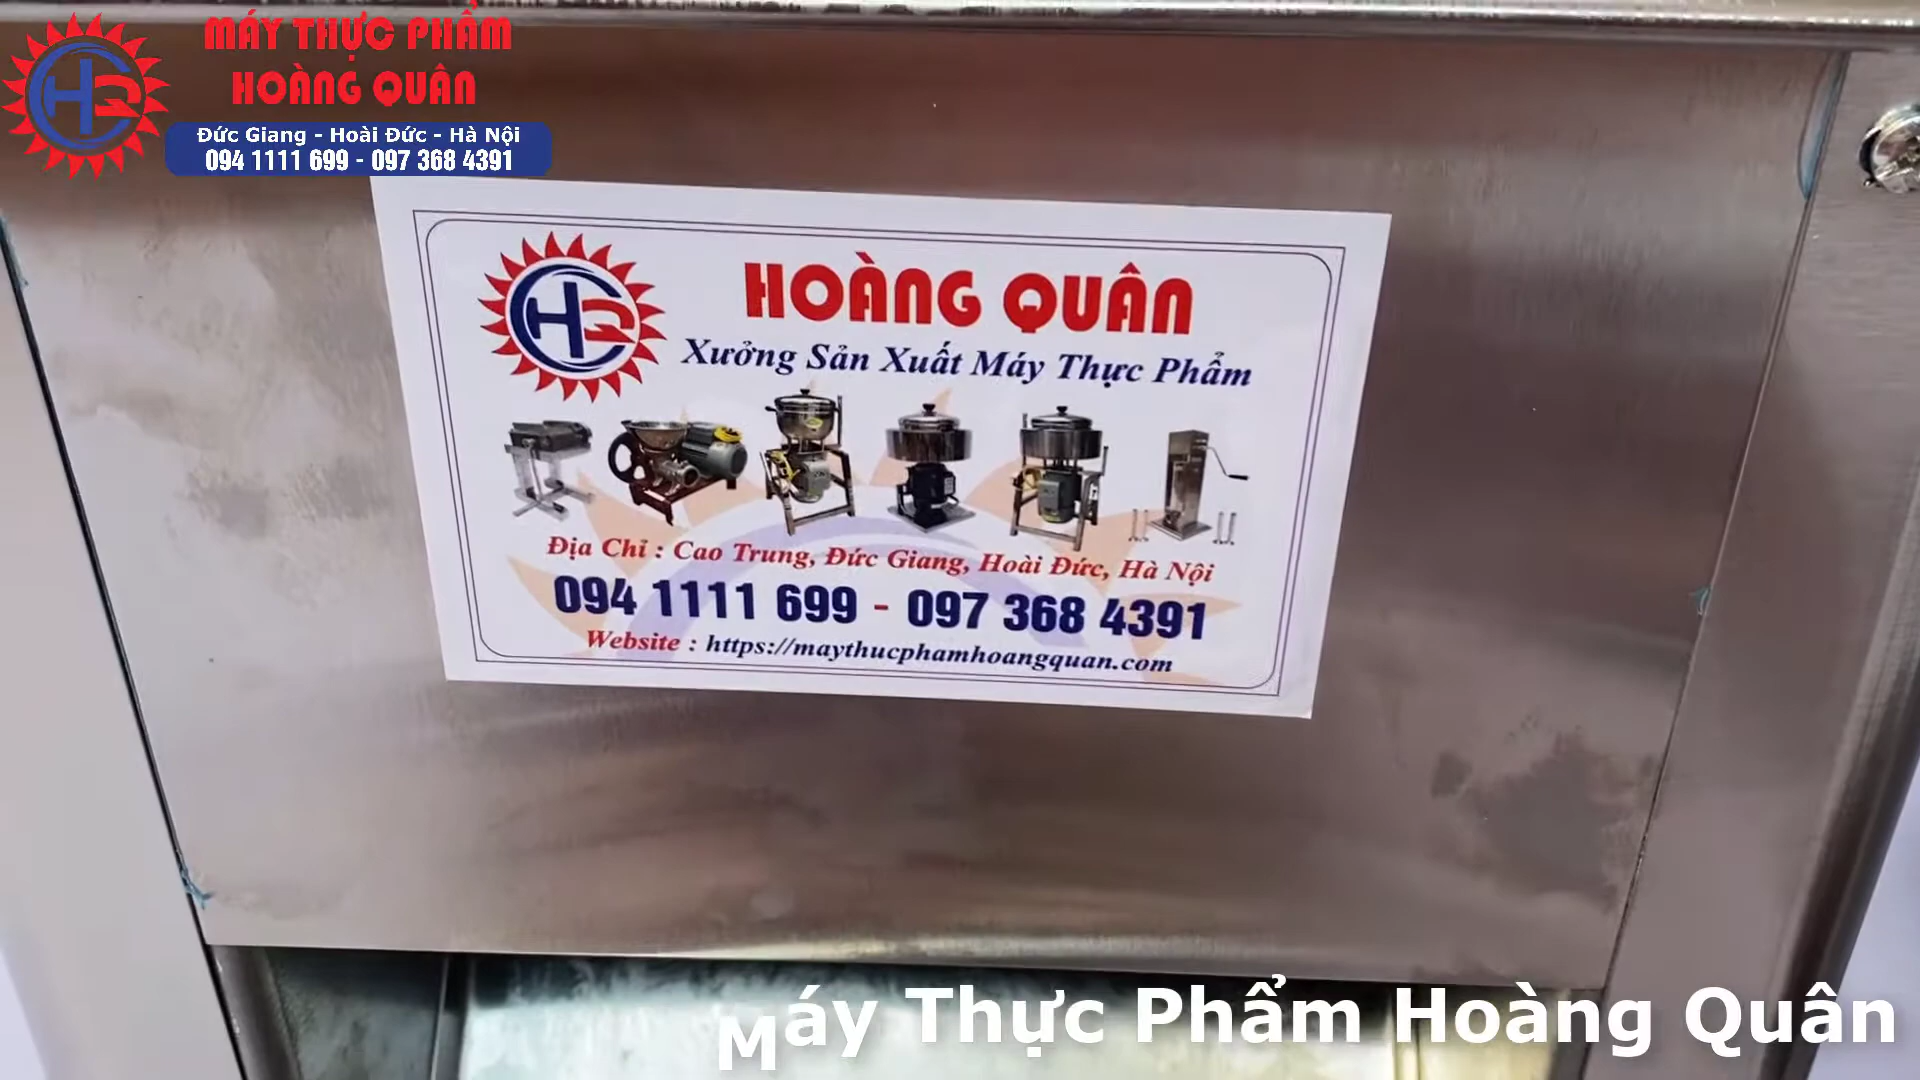 MÁY THỰC PHẨM
HOÀNG QUÂN
Đức Giang - Hoài Đức - Hà Nội
094 1111 699 - 097 368 4391
HQ
HOÀNG QUÂN
Xưởng Sản Xuất Máy Thực Phẩm
Địa Chỉ : Cao Trung, Đức Giang, Hoài Đức, Hà Nội
094 1111 699 - 097 368 4391
Website : https://maythucphamhoangquan.com
Máy Thực Phẩm Hoàng Quân